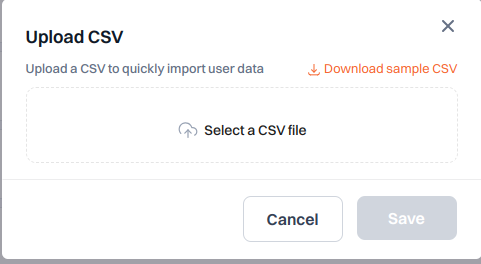 Upload CSV
Upload a CSV to quickly import user data
Download sample CSV
Select a CSV file
Cancel
Save